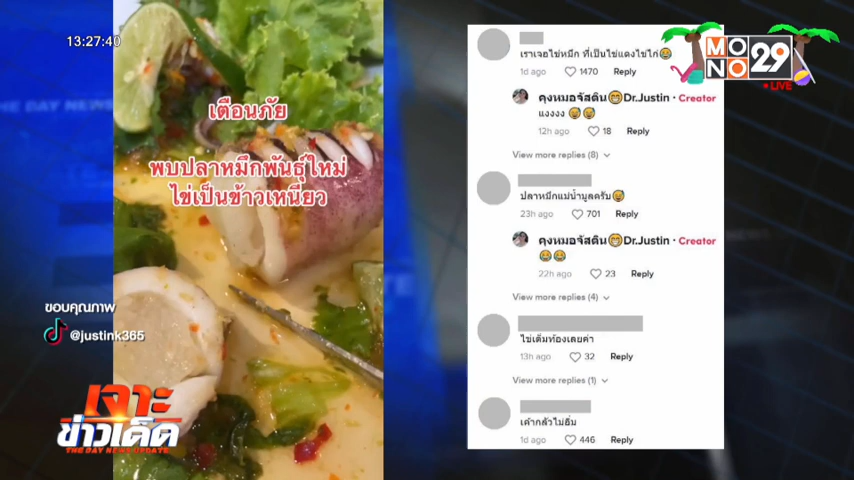 13:27:40
MONO
29
LIVE
THE DAY NEWS
เตือนภัย
พบปลาหมึกพันธุ์ใหม่
ไข่เป็นข้าวเหนียว
ขอบคุณภาพ
@justink365
เจาะ
ข่าวเด็ด
THE DAY NEWS UPDATE
เราเจอไข่หมึก ที่เป็นไข่แดงไข่ไก่😂
1d ago 1470 Reply
คุงหมอจัสติน😁Dr.Justin · Creator
แงงงง 😅😅
12h ago 18 Reply
View more replies (8)
ปลาหมึกแม่น้ำมูลครับ😅
23h ago 701 Reply
คุงหมอจัสติน😁Dr.Justin · Creator
😂😂
22h ago 23 Reply
View more replies (4)
ไข่เต็มท้องเลยค่า
13h ago 32 Reply
View more replies (1)
เค้ากลัวไม่อิ่ม
1d ago 446 Reply